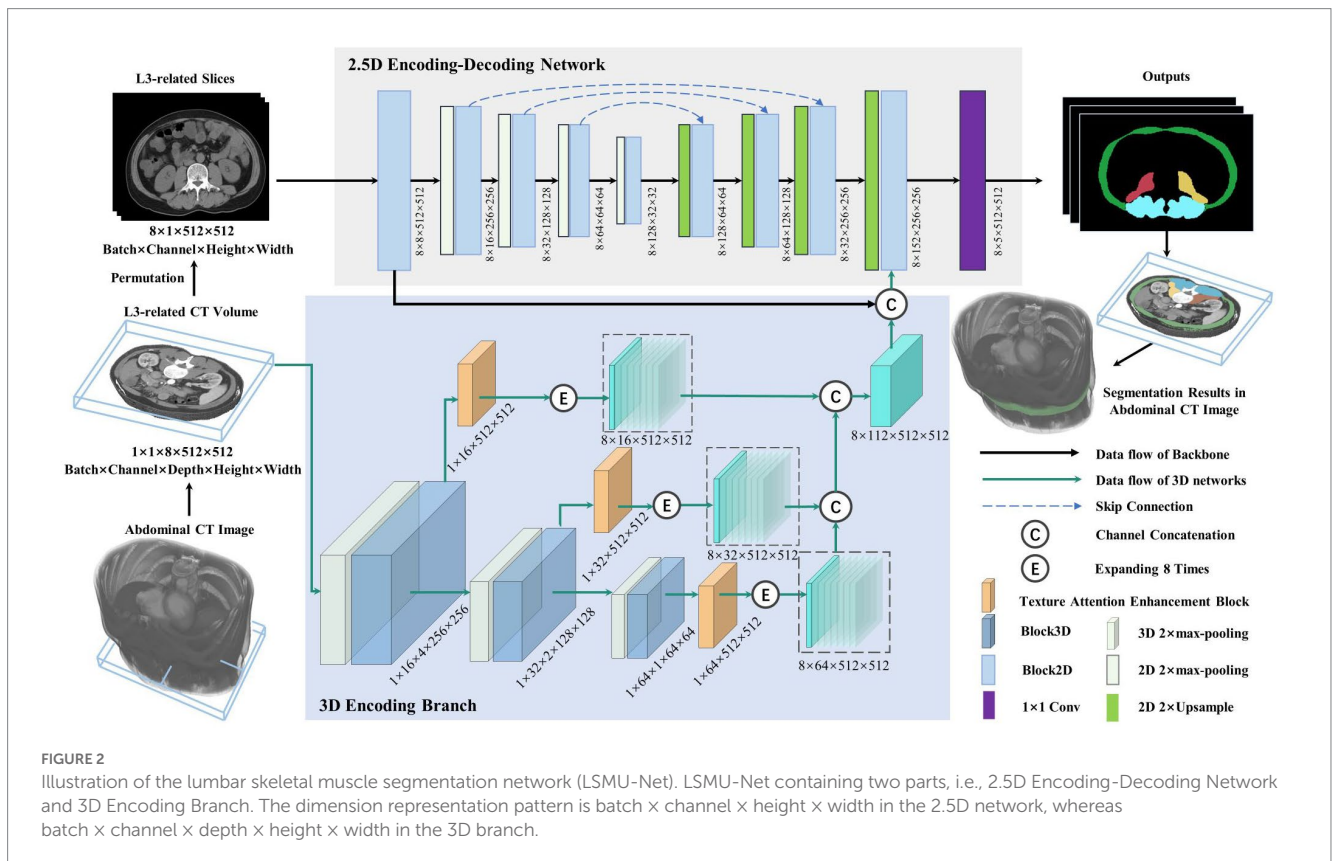 2.5D Encoding-Decoding Network
L3-related Slices
8×1×512×512
Batch×Channel×Height×Width
Permutation
L3-related CT Volume
1×1×8×512×512
Batch×Channel×Depth×Height×Width
Abdominal CT Image
8×8×512×512
8×16×256×256
8×32×128×128
8×64×64×64
8×128×32×32
8×128×64×64
8×64×128×128
8×32×256×256
8×152×256×256
8×5×512×512
C
1×16×512×512
E
8×16×512×512
C
8×112×512×512
1×32×512×512
E
8×32×512×512
C
1×16×4×256×256
1×32×2×128×128
1×64×1×64×64
1×64×512×512
E
8×64×512×512
3D Encoding Branch
Outputs
Segmentation Results in
Abdominal CT Image
Data flow of Backbone
Data flow of 3D networks
Skip Connection
C
Channel Concatenation
E
Expanding 8 Times
Texture Attention Enhancement Block
Block3D
3D 2×max-pooling
Block2D
2D 2×max-pooling
1×1 Conv
2D 2×Upsample
FIGURE 2
Illustration of the lumbar skeletal muscle segmentation network (LSMU-Net). LSMU-Net containing two parts, i.e., 2.5D Encoding-Decoding Network
and 3D Encoding Branch. The dimension representation pattern is batch × channel × height × width in the 2.5D network, whereas
batch × channel × depth × height × width in the 3D branch.